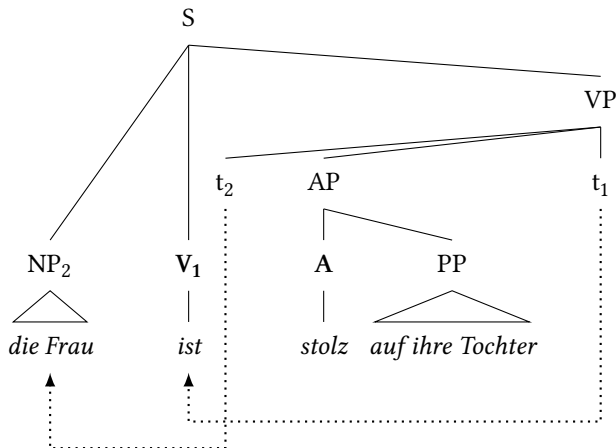 S
VP
t2 AP t1
NP2 V1 A PP
die Frau ist stolz auf ihre Tochter